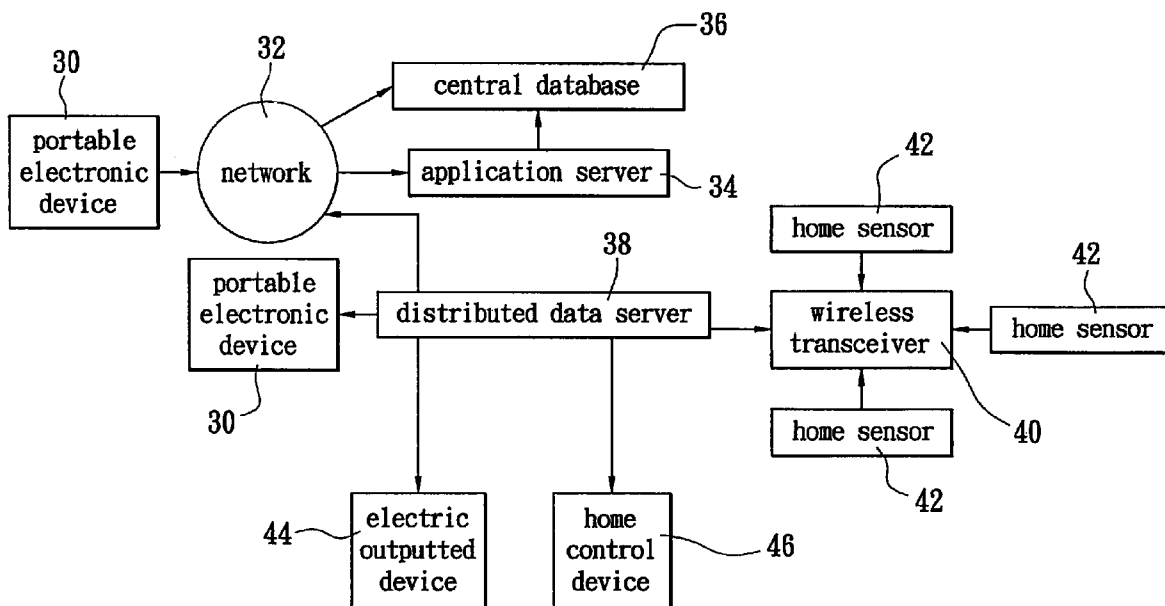 36
central database
32
30
portable
electronic
device
network
application server
34
42
home sensor
38
42
portable
electronic
device
distributed data server
wireless
transceiver
home sensor
30
home sensor
40
42
44
electric
outputted
device
home
control
device
46